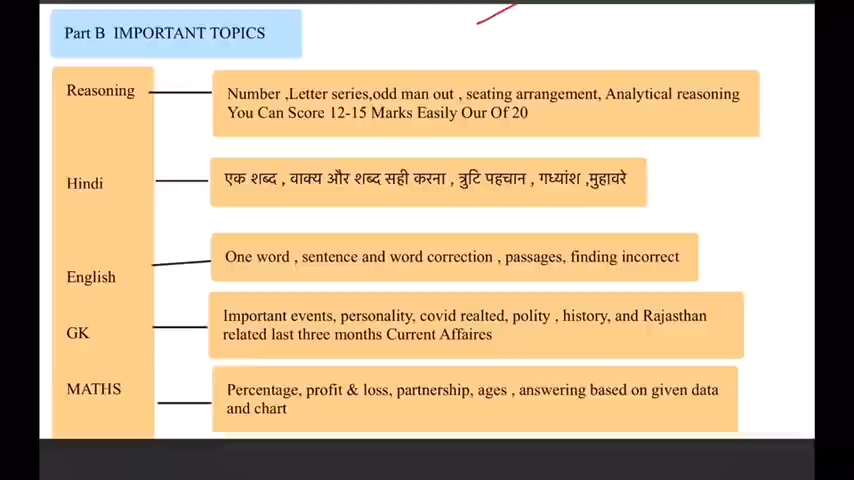 Part B IMPORTANT TOPICS
Reasoning
Number ,Letter series,odd man out , seating arrangement, Analytical reasoning
You Can Score 12-15 Marks Easily Our Of 20
Hindi
एक शब्द , वाक्य और शब्द सही करना , त्रुटि पहचान , गध्यांश ,मुहावरे
English
One word , sentence and word correction , passages, finding incorrect
GK
Important events, personality, covid realted, polity , history, and Rajasthan
related last three months Current Affaires
MATHS
Percentage, profit & loss, partnership, ages , answering based on given data
and chart